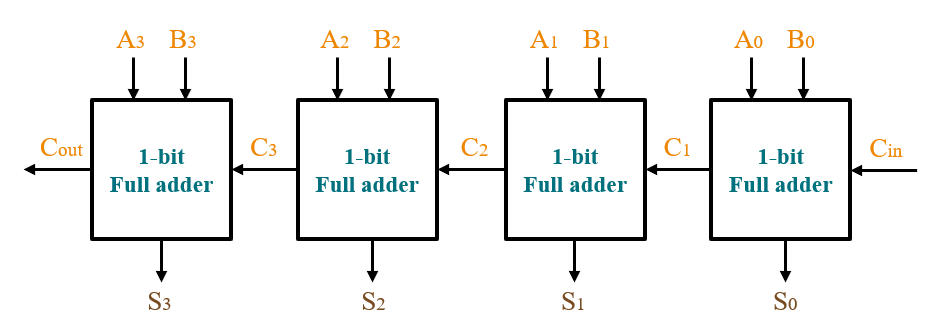 A3 B3 A2 B2 A1 B1 A0 B0
Cout C3 C2 C1 Cin
1-bit 1-bit 1-bit 1-bit
Full adder Full adder Full adder Full adder
S3 S2 S1 S0